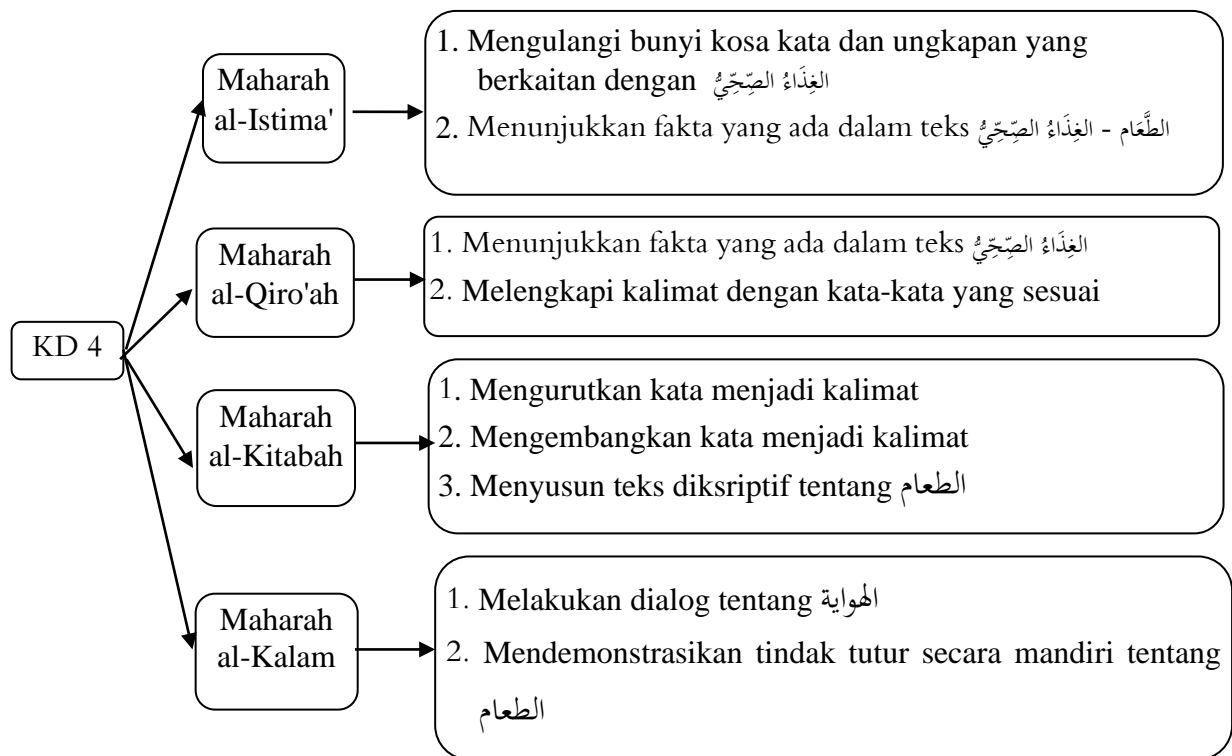 Maharah
al-Istima'
1. Mengulangi bunyi kosa kata dan ungkapan yang
berkaitan dengan الغِذَاءُ الصِّحِّيُّ
2. Menunjukkan fakta yang ada dalam teks الطَّعَام - الغِذَاءُ الصِّحِّيُّ
Maharah
al-Qiro'ah
1. Menunjukkan fakta yang ada dalam teks الغِذَاءُ الصِّحِّيُّ
2. Melengkapi kalimat dengan kata-kata yang sesuai
KD 4
Maharah
al-Kitabah
1. Mengurutkan kata menjadi kalimat
2. Mengembangkan kata menjadi kalimat
3. Menyusun teks diksriptif tentang الطعام
Maharah
al-Kalam
1. Melakukan dialog tentang الهواية
2. Mendemonstrasikan tindak tutur secara mandiri tentang
الطعام